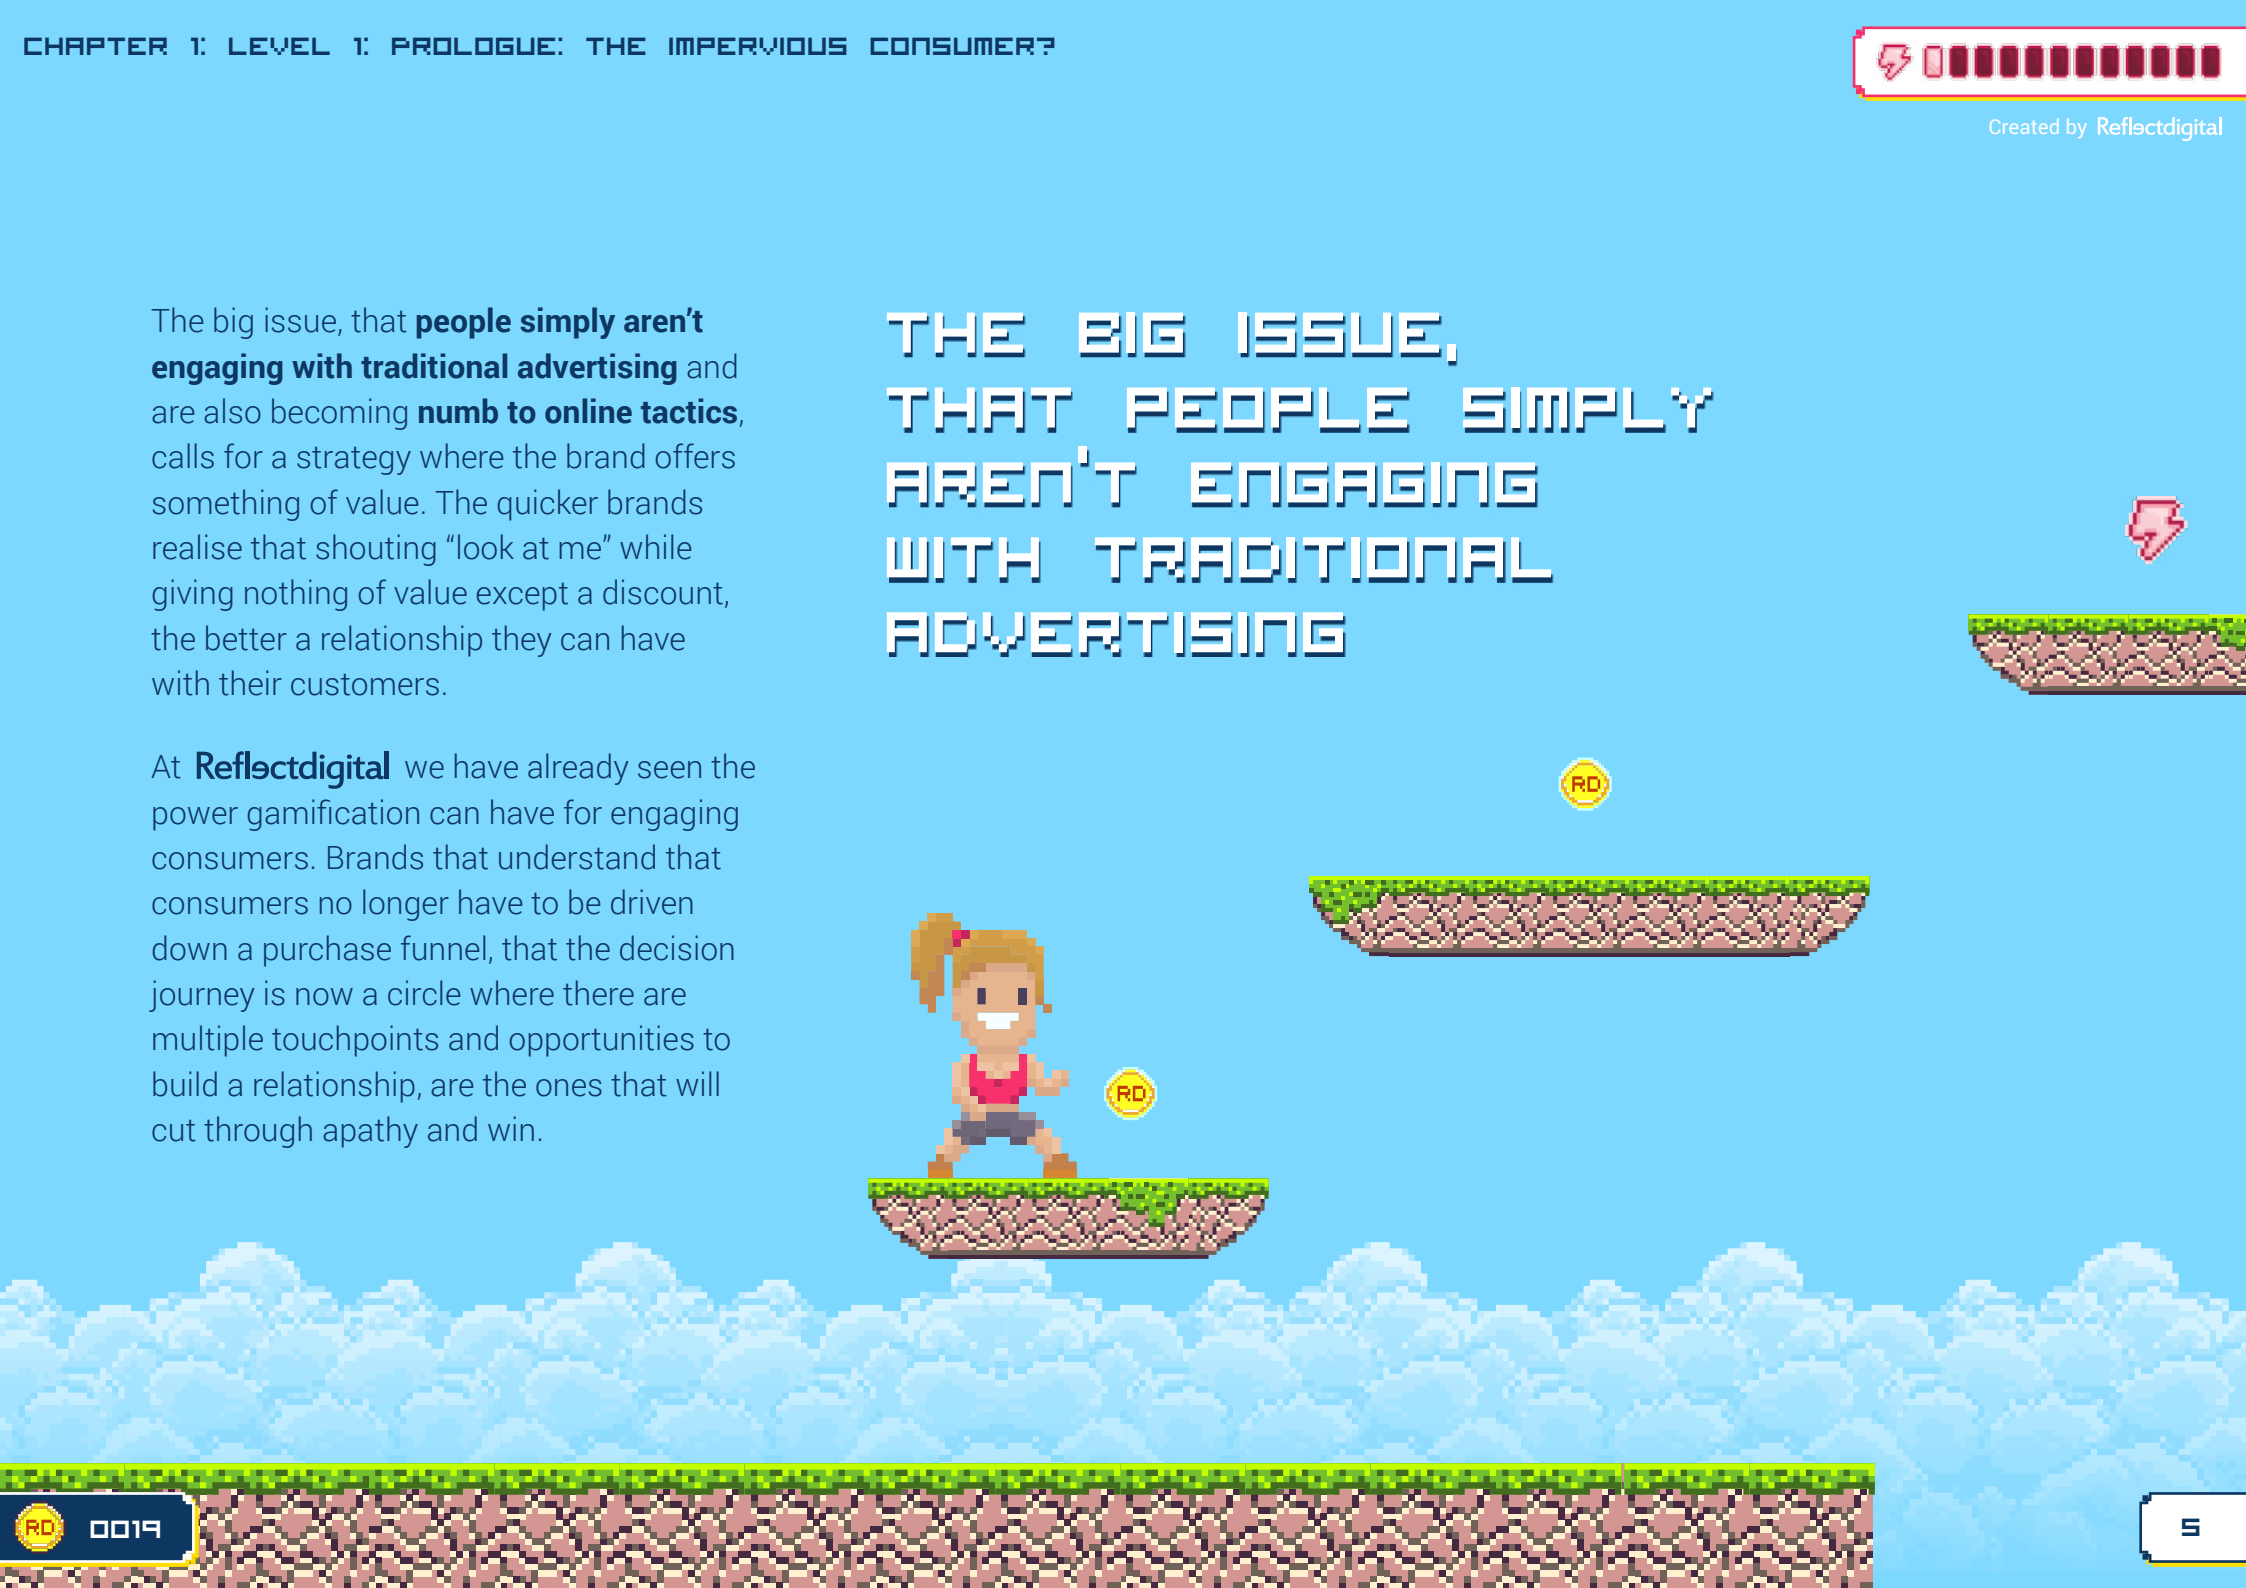 CHAPTER 1: LEVEL 1: PROLOGUE: THE IMPERVIOUS CONSUMER?
Created by Reflectdigital
The big issue, that people simply aren't
engaging with traditional advertising and
are also becoming numb to online tactics,
calls for a strategy where the brand offers
something of value. The quicker brands
realise that shouting “look at me” while
giving nothing of value except a discount,
the better a relationship they can have
with their customers.
At Reflectdigital we have already seen the
power gamification can have for engaging
consumers. Brands that understand that
consumers no longer have to be driven
down a purchase funnel, that the decision
journey is now a circle where there are
multiple touchpoints and opportunities to
build a relationship, are the ones that will
cut through apathy and win.
THE BIG ISSUE,
THAT PEOPLE SIMPLY
AREN'T ENGAGING
WITH TRADITIONAL
ADVERTISING
RD
RD
RD 0019
5